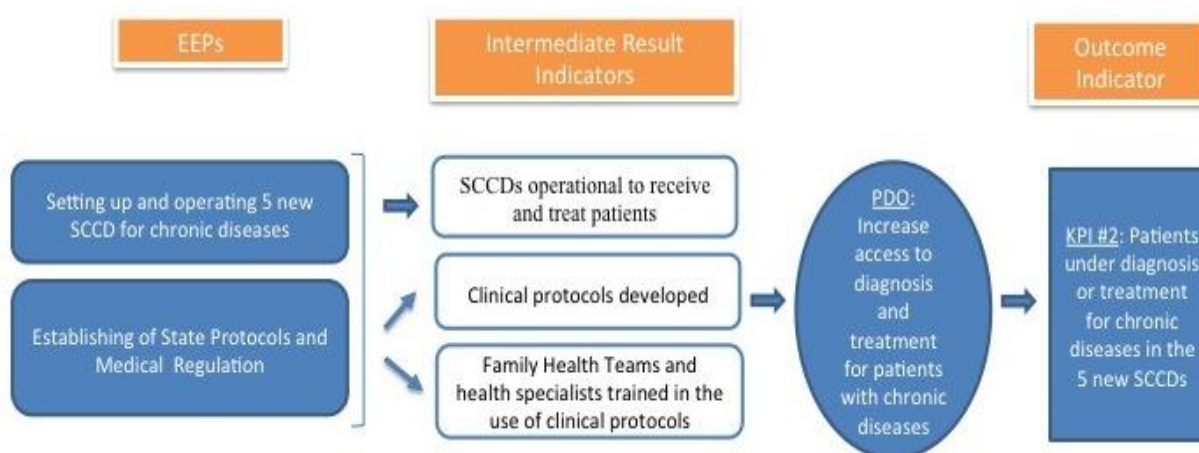 EEPs
Intermediate Result
Indicators
Outcome
Indicator
Setting up and operating 5 new
SCCD for chronic diseases
Establishing of State Protocols and
Medical Regulation
SCCDs operational to receive
and treat patients
Clinical protocols developed
Family Health Teams and
health specialists trained in the
use of clinical protocols
PDO:
Increase
access to
diagnosis
and
treatment
for patients
with chronic
diseases
KPI #2: Patients
under diagnosis
or treatment
for chronic
diseases in the
5 new SCCDs